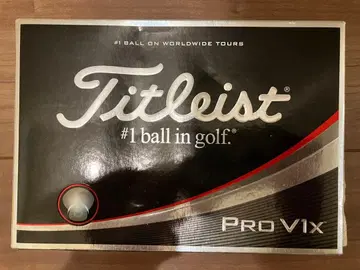 #1 BALL ON WORLDWIDE TOURS
Titleist®
#1 ball in golf.®
PRO V1X